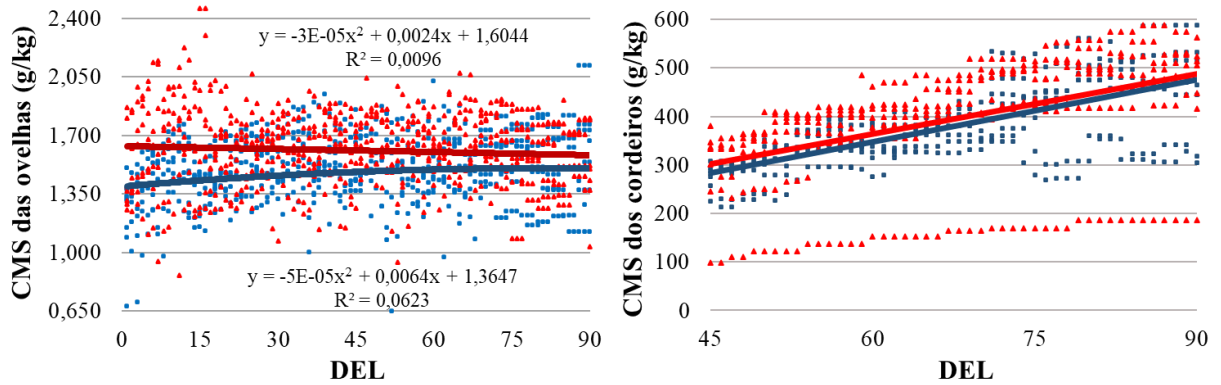 CMS das ovelhas (g/kg)
2,400
2,050
1,700
1,350
1,000
0,650
y = -3E-05x² + 0,0024x + 1,6044
R² = 0,0096
y = -5E-05x² + 0,0064x + 1,3647
R² = 0,0623
0 15 30 45 60 75 90
DEL
CMS dos cordeiros (g/kg)
600
500
400
300
200
100
0
45 60 75 90
DEL